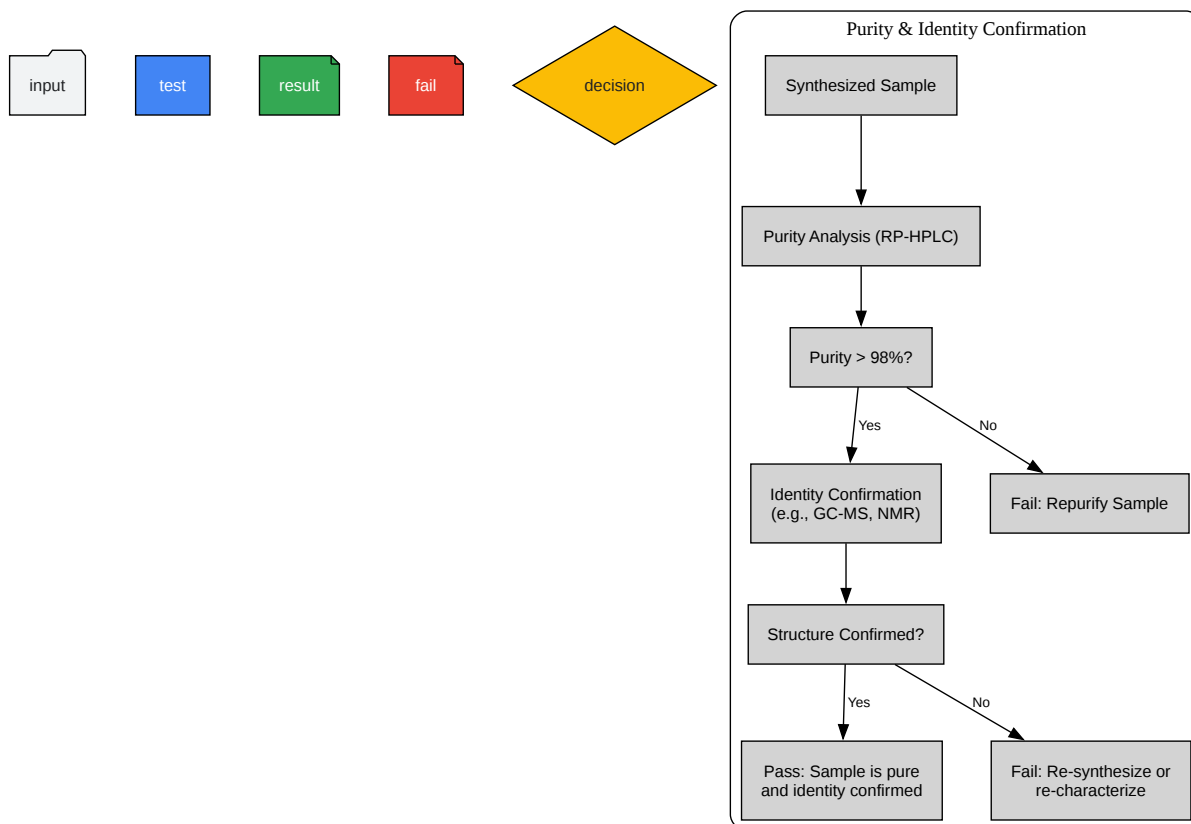 Purity & Identity Confirmation
input
test
result
fail
decision
Synthesized Sample
Purity Analysis (RP-HPLC)
Purity > 98%?
Yes
No
Identity Confirmation
(e.g., GC-MS, NMR)
Fail: Repurify Sample
Structure Confirmed?
Yes
No
Pass: Sample is pure
and identity confirmed
Fail: Re-synthesize or
re-characterize